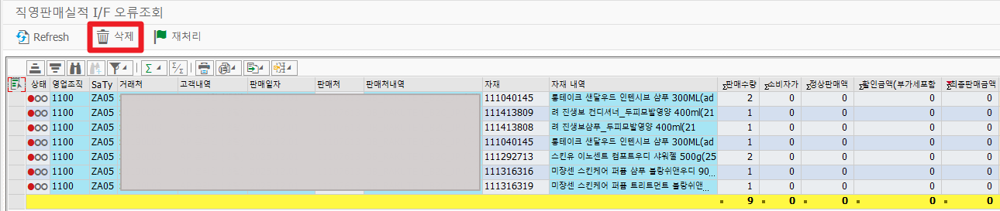 직영판매실적 I/F 오류조회
Refresh 삭제 재처리
상태 영업조직 SaTy 거래처 고객내역 판매일자 판매처 판매처내역 자재 자재 내역 판매수량 소비자가 정상판매액 할인금액(부가세포함 최종판매금액
1100 ZA05 111040145 롱테이크 샌달우드 인텐시브 샴푸 300ML(ad 2 0 0 0 0
1100 ZA05 111413809 려 진생보 컨디셔너_두피모발영양 400ml(21 1 0 0 0 0
1100 ZA05 111413808 려 진생보샴푸_두피모발영양 400ml(21 1 0 0 0 0
1100 ZA05 111040145 롱테이크 샌달우드 인텐시브 샴푸 300ML(ad 1 0 0 0 0
1100 ZA05 111292713 스킨유 이노센트 컴포트우디 샤워젤 500g(25 2 0 0 0 0
1100 ZA05 111316316 미쟝센 스킨케어 퍼퓸 샴푸 블랑쉬앤우디 90... 1 0 0 0 0
1100 ZA05 111316319 미쟝센 스킨케어 퍼퓸 트리트먼트 블랑쉬앤... 1 0 0 0 0
9 0 0 0 0